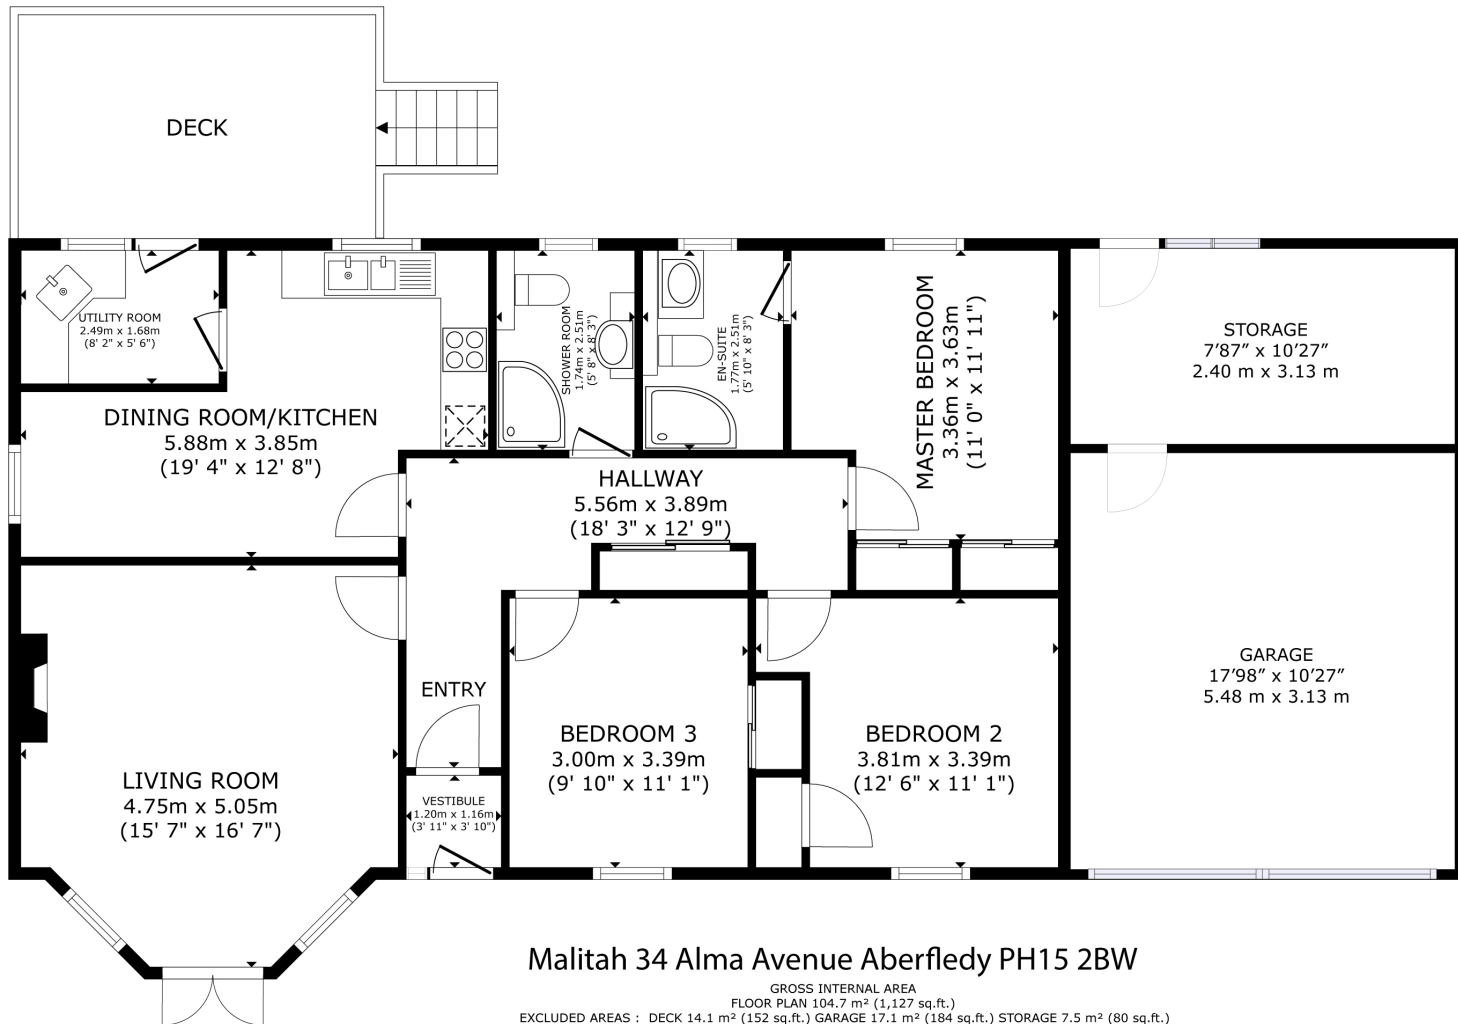 DECK
UTILITY ROOM
2.49m x 1.68m
(8' 2" x 5' 6")
DINING ROOM/KITCHEN
5.88m x 3.85m
(19' 4" x 12' 8")
SHOWER ROOM
1.74m x 2.51m
(5' 8" x 8' 3")
EN-SUITE
1.77m x 2.51m
(5' 10" x 8' 3")
MASTER BEDROOM
3.36m x 3.63m
(11' 0" x 11' 11")
STORAGE
7’87” x 10’27”
2.40 m x 3.13 m
HALLWAY
5.56m x 3.89m
(18' 3" x 12' 9")
GARAGE
17’98” x 10’27”
5.48 m x 3.13 m
ENTRY
BEDROOM 3
3.00m x 3.39m
(9' 10" x 11' 1")
BEDROOM 2
3.81m x 3.39m
(12' 6" x 11' 1")
LIVING ROOM
4.75m x 5.05m
(15' 7" x 16' 7")
VESTIBULE
1.20m x 1.16m
(3' 11" x 3' 10")
Malitah 34 Alma Avenue Aberfledy PH15 2BW
GROSS INTERNAL AREA
FLOOR PLAN 104.7 m² (1,127 sq.ft.)
EXCLUDED AREAS : DECK 14.1 m² (152 sq.ft.) GARAGE 17.1 m² (184 sq.ft.) STORAGE 7.5 m² (80 sq.ft.)